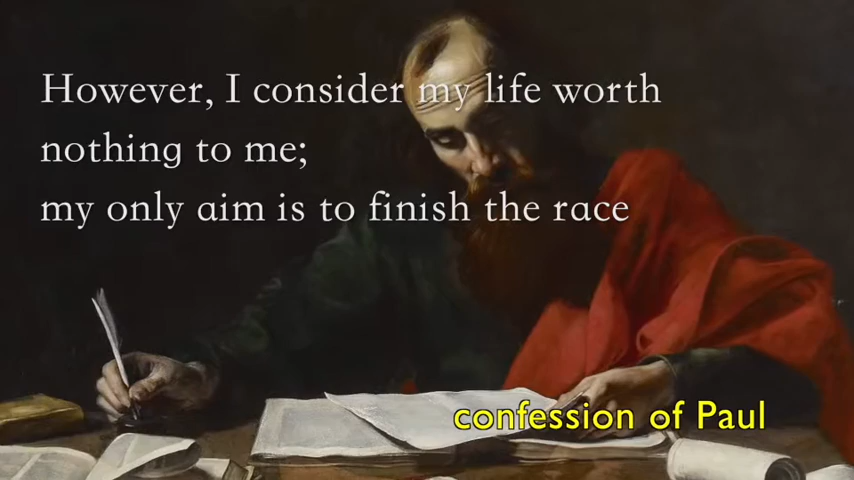 However, I consider my life worth
nothing to me;
my only aim is to finish the race
confession of Paul